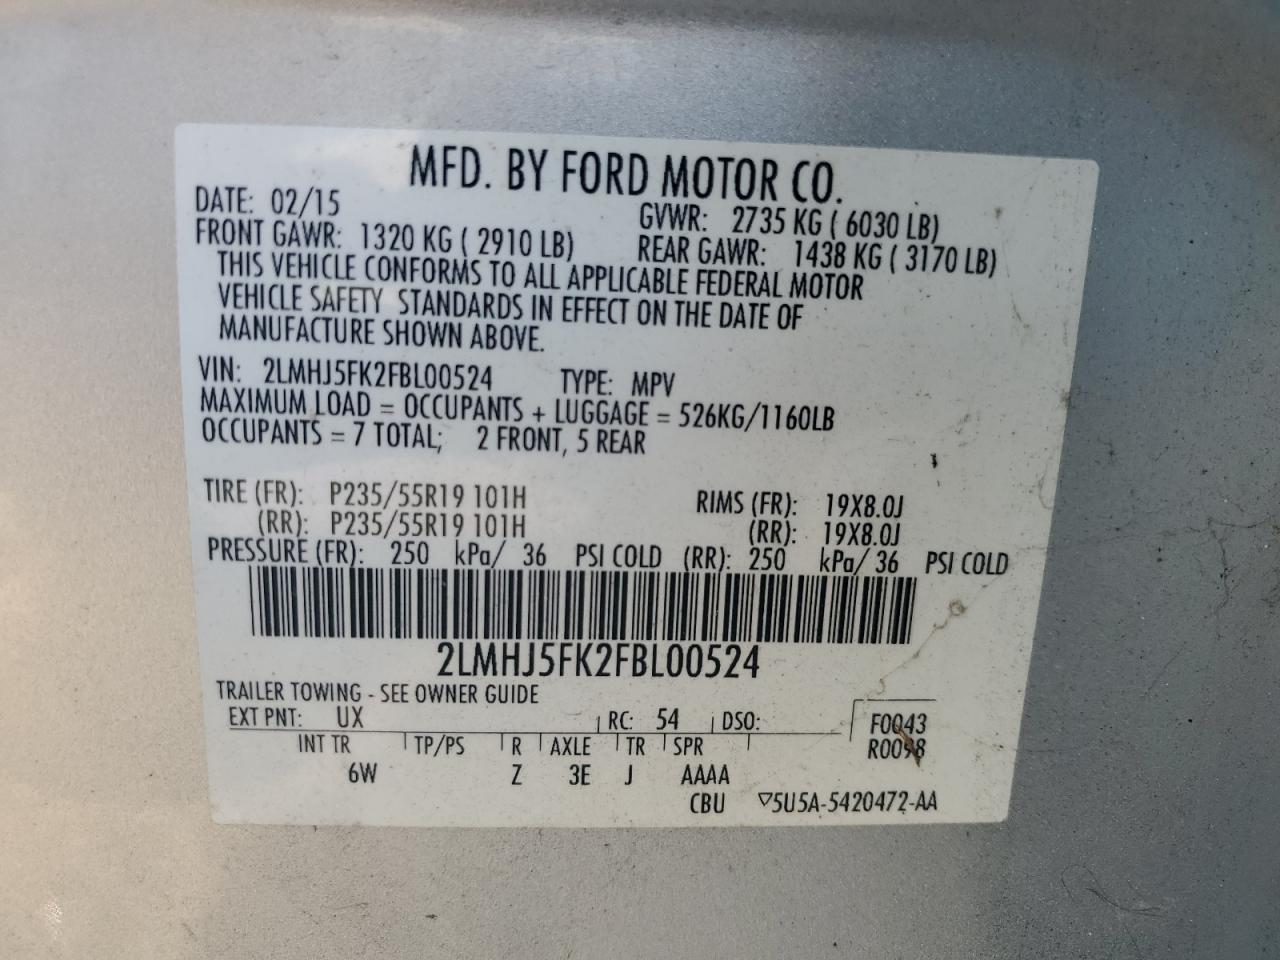 MFD. BY FORD MOTOR CO.
DATE: 02/15 GVWR: 2735 KG ( 6030 LB)
FRONT GAWR: 1320 KG ( 2910 LB) REAR GAWR: 1438 KG ( 3170 LB)
THIS VEHICLE CONFORMS TO ALL APPLICABLE FEDERAL MOTOR
VEHICLE SAFETY STANDARDS IN EFFECT ON THE DATE OF
MANUFACTURE SHOWN ABOVE.
VIN: 2LMHJ5FK2FBL00524 TYPE: MPV
MAXIMUM LOAD = OCCUPANTS + LUGGAGE = 526KG/1160LB
OCCUPANTS = 7 TOTAL; 2 FRONT, 5 REAR
TIRE (FR): P235/55R19 101H RIMS (FR): 19X8.0J
(RR): P235/55R19 101H (RR): 19X8.0J
PRESSURE (FR): 250 kPa/ 36 PSI COLD (RR): 250 kPa/ 36 PSI COLD
2LMHJ5FK2FBL00524
TRAILER TOWING - SEE OWNER GUIDE
EXT PNT: UX RC: 54 DSO: F0043
INT TR TP/PS R AXLE TR SPR R0098
6W Z 3E J AAAA
CBU ▽5U5A-5420472-AA